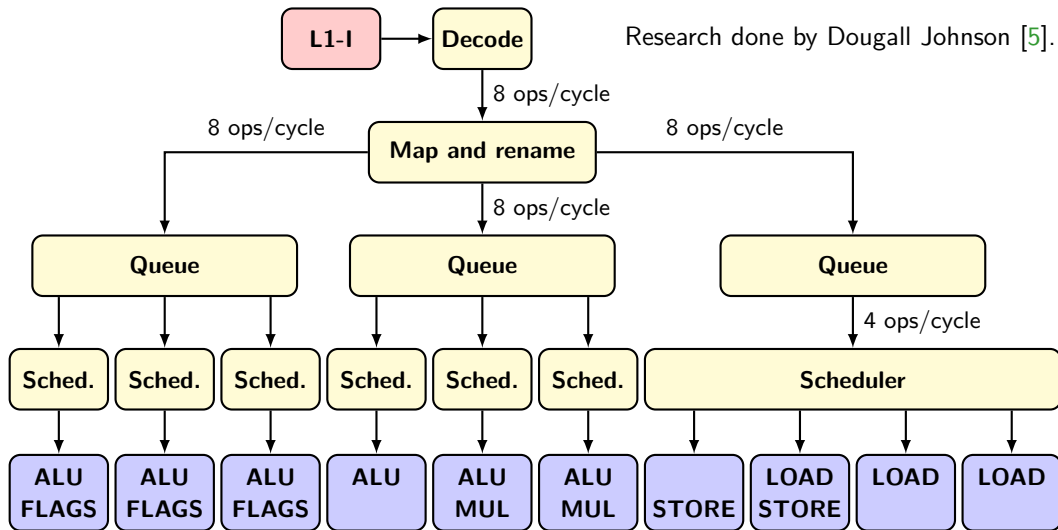 L1-I
Decode
Research done by Dougall Johnson [5].
8 ops/cycle
8 ops/cycle
8 ops/cycle
Map and rename
8 ops/cycle
Queue
Queue
Queue
4 ops/cycle
Sched.
Sched.
Sched.
Sched.
Sched.
Sched.
Scheduler
ALU
FLAGS
ALU
FLAGS
ALU
FLAGS
ALU
ALU
MUL
ALU
MUL
STORE
LOAD
STORE
LOAD
LOAD